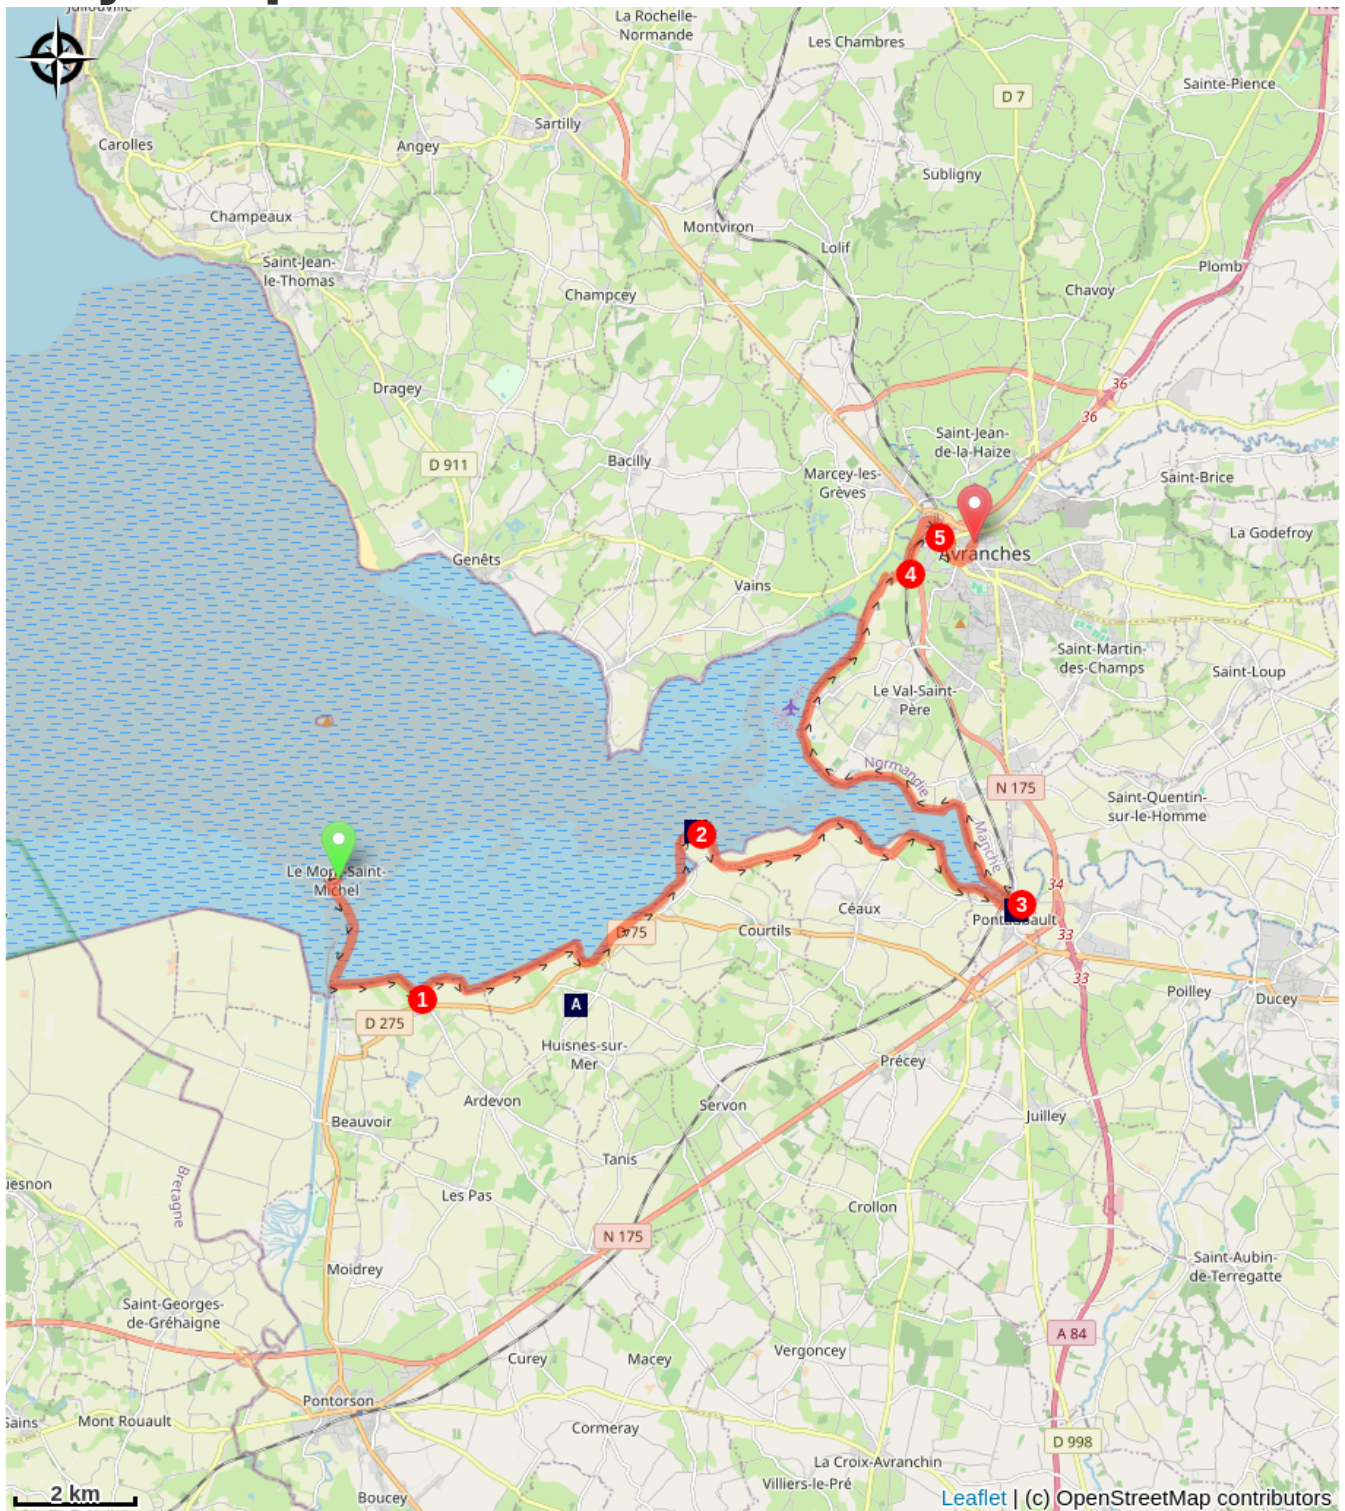 Jullouville
La Rochelle-
Normande
Les Chambres
Sainte-Pience
D 7
Sartilly
Carolles
Angey
Subligny
Champeaux
Montviron
Lolif
Saint-Jean-
le-Thomas
Plomb
Champcey
Chavoy
Dragey
36
36
Saint-Jean-
de-la-Haize
D 911
Bacilly
Marcey-les-
Grèves
Saint-Brice
La Godefroy
5
Avranches
Genêts
4
Vains
Saint-Martin-
des-Champs
Saint-Loup
Le Val-Saint-
Père
Normandie
N 175
Saint-Quentin-
sur-le-Homme
2
Manche
Le Mont-Saint-
Michel
34
3
Céaux
Pontaubault
D 75
Courtils
33
33
1
A
Poilley
Ducey
D 275
Huisnes-sur-
Mer
Précey
Ardevon
Servon
Juilley
Beauvoir
Tanis
Bretagne
Les Pas
Crollon
N 175
Moidrey
Saint-Aubin-
de-Terregatte
Saint-Georges-
de-Gréhaigne
A 84
Curey
Macey
Vergoncey
Pontorson
Mont Rouault
Cormeray
D 998
La Croix-Avranchin
Villiers-le-Pré
2 km
Boucey
Leaflet | (c) OpenStreetMap contributors